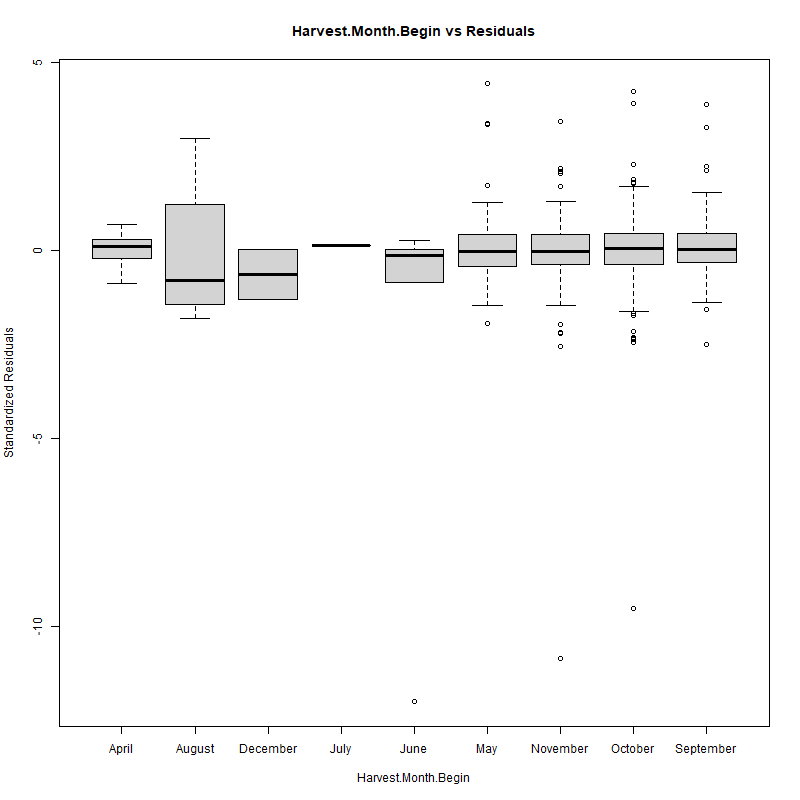 Harvest.Month.Begin vs Residuals
5
0
-5
-10
Standardized Residuals
April August December July June May November October September
Harvest.Month.Begin